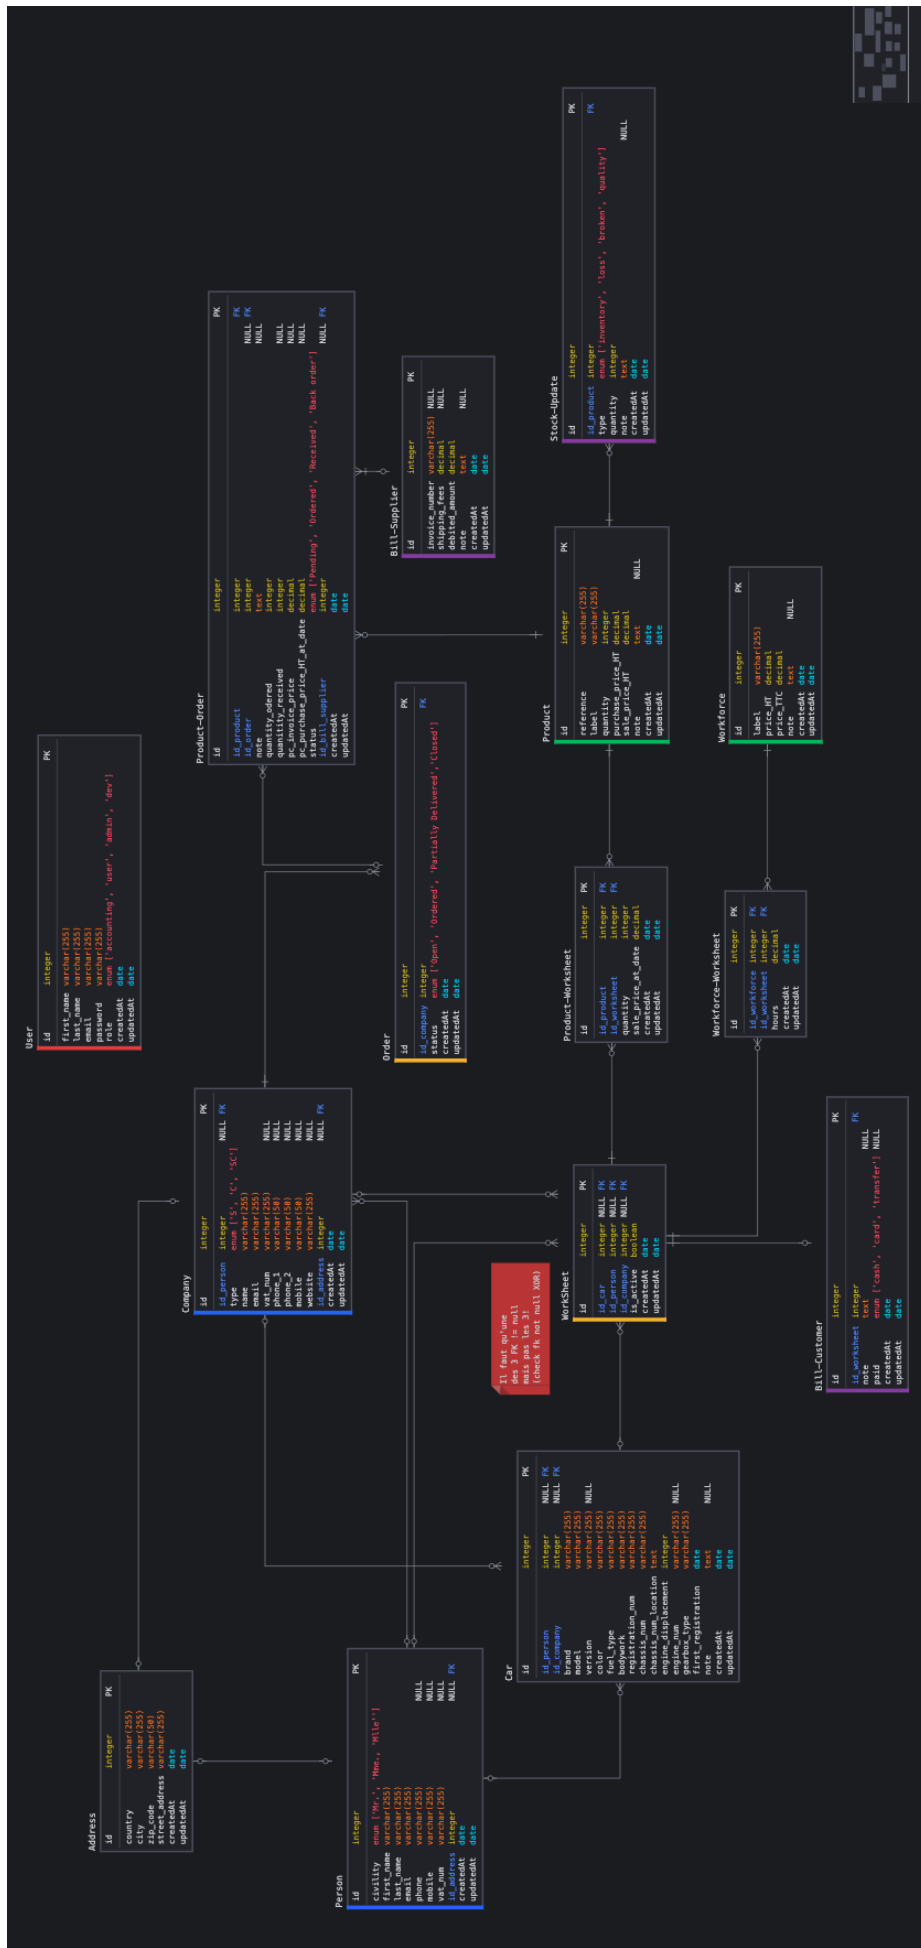 User
id integer PK
first_name varchar(255)
last_name varchar(255)
email varchar(255)
password varchar(255)
role enum ['accounting', 'user', 'admin', 'dev']
createdAt date
updatedAt date
Address
id integer PK
country varchar(255)
city varchar(255)
zip_code varchar(50)
street_address varchar(255)
createdAt date
updatedAt date
Company
id integer PK
id_person integer NULL FK
type enum ['S', 'C', 'SC']
name varchar(255)
email varchar(255)
vat_num varchar(255) NULL
phone_1 varchar(50) NULL
phone_2 varchar(50) NULL
mobile varchar(50) NULL
website varchar(255) NULL
id_address integer NULL FK
createdAt date
updatedAt date
Product-Order
id integer PK
id_product integer FK
id_order integer NULL FK
note text NULL
quantity_odered integer
quanitity_received integer NULL
pc_invoice_price decimal NULL
pc_purchase_price_HT_at_date decimal NULL
status enum ['Pending', 'Ordered', 'Received', 'Back order']
id_bill_supplier integer NULL FK
createdAt date
updatedAt date
Person
id integer PK
civility enum ['Mr.', 'Mme., 'Mlle'']
first_name varchar(255)
last_name varchar(255)
email varchar(255)
phone varchar(255) NULL
mobile varchar(255) NULL
vat_num varchar(255) NULL
id_address integer NULL FK
createdAt date
updatedAt date
Order
id integer PK
id_company integer FK
status enum ['Open', 'Ordered', 'Partially Delivered','Closed']
createdAt date
updatedAt date
Bill-Supplier
id integer PK
invoice_number varchar(255) NULL
shipping_fees decimal NULL
debited_amount decimal
note text NULL
createdAt date
updatedAt date
Il faut qu'une
des 3 FK != null
mais pas les 3!
(check fk not null XOR)
Car
id integer PK
id_person integer NULL FK
id_company integer NULL FK
brand varchar(255)
model varchar(255)
version varchar(255) NULL
color varchar(255)
fuel_type varchar(255)
bodywork varchar(255)
registration_num varchar(255)
chassis_num varchar(255)
chassis_num_location text
engine_displacement integer
engine_num varchar(255) NULL
gearbox_type varchar(255)
first_registration date
note text NULL
createdAt date
updatedAt date
WorkSheet
id integer PK
id_car integer NULL FK
id_person integer NULL FK
id_company integer NULL FK
is_active boolean
createdAt date
updatedAt date
Product-Worksheet
id integer PK
id_product integer FK
id_worksheet integer FK
quantity integer
sale_price_at_date decimal
createdAt date
updatedAt date
Product
id integer PK
reference varchar(255)
label varchar(255)
quantity integer
purchase_price_HT decimal
sale_price_HT decimal
note text NULL
createdAt date
updatedAt date
Stock-Update
id integer PK
id_product integer FK
type enum ['inventory', 'loss', 'broken', 'quality']
quantity integer
note text NULL
createdAt date
updatedAt date
Workforce-Worksheet
id integer PK
id_workforce integer FK
id_worksheet integer FK
hours decimal
createdAt date
updatedAt date
Workforce
id integer PK
label varchar(255)
price_HT decimal
price_TTC decimal
note text NULL
createdAt date
updatedAt date
Bill-Customer
id integer PK
id_worksheet integer FK
note text NULL
paid enum ['cash', 'card', 'transfer'] NULL
createdAt date
updatedAt date